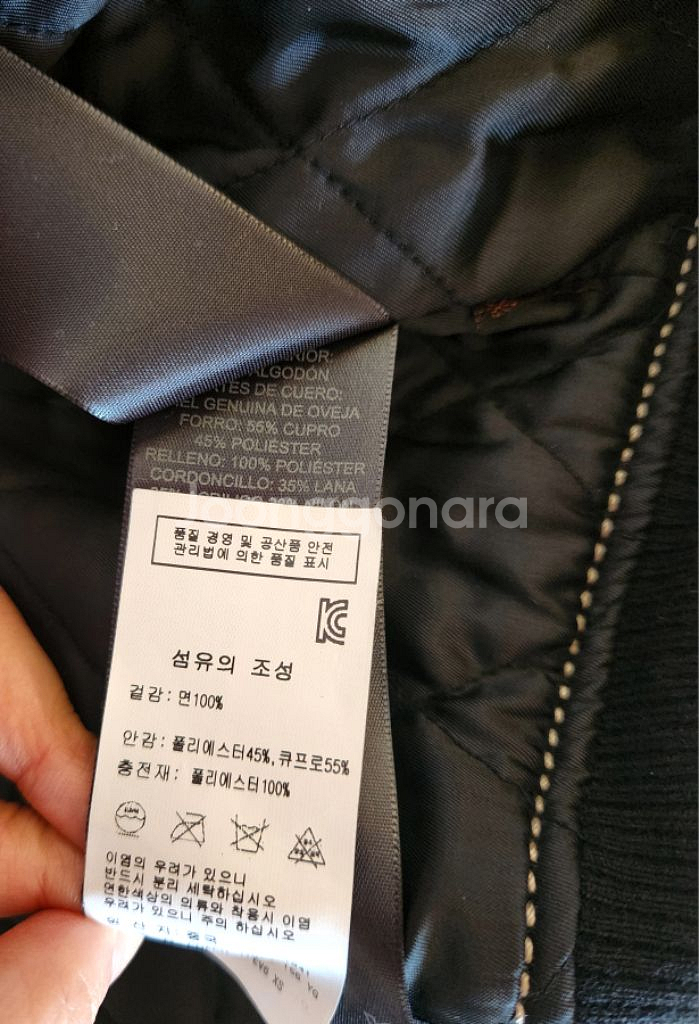 ALGODÓN
DE CUERO:
GENUINA DE OVEJA
FORRO: 55% CUPRO
45% POLIÉSTER
RELLENO: 100% POLIÉSTER
CORDONCILLO: 35% LANA
joonggonara
품질 경영 및 공산품 안전
관리법에 의한 품질 표시
KC
섬유의 조성
겉감: 면100%
안감: 폴리에스터45%,큐프로55%
충전재: 폴리에스터100%
이염의 우려가 있으니
반드시 분리 세탁하십시오
연한색상의 의류와 착용시 이염
우려가 있으니 주의 하십시오